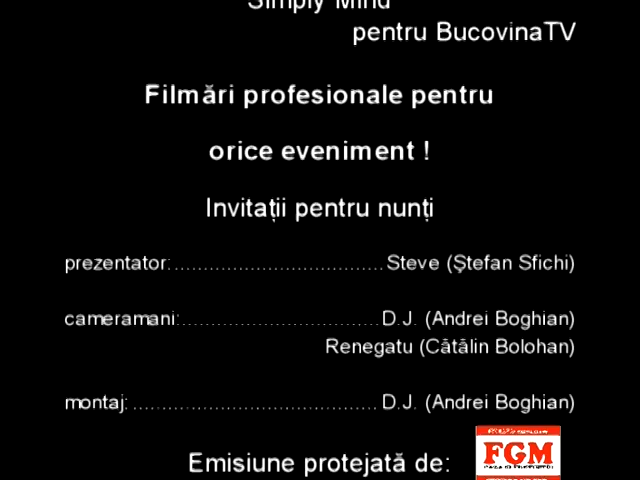 Simply Mind
pentru BucovinaTV
Filmări profesionale pentru
orice eveniment !
Invitații pentru nunți
prezentator:....................................Steve (Ștefan Sfichi)
cameramani:..................................D.J. (Andrei Boghian)
Renegatu (Cătălin Bolohan)
montaj: .......................................... D.J. (Andrei Boghian)
Emisiune protejată de:
FGM